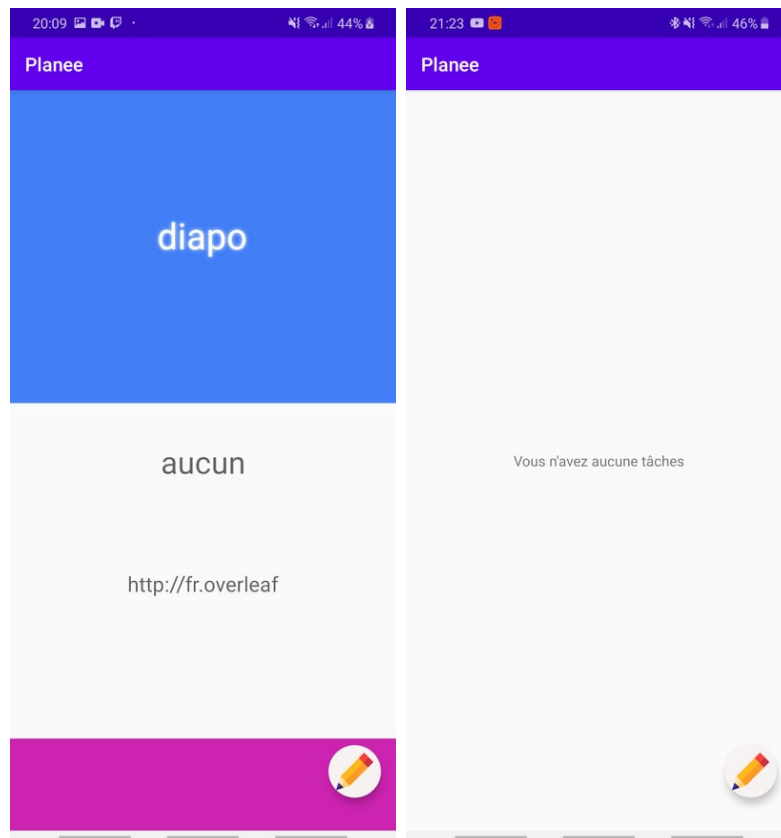 20:09
44%
Planee
diapo
aucun
http://fr.overleaf
21:23
46%
Planee
Vous n'avez aucune tâches